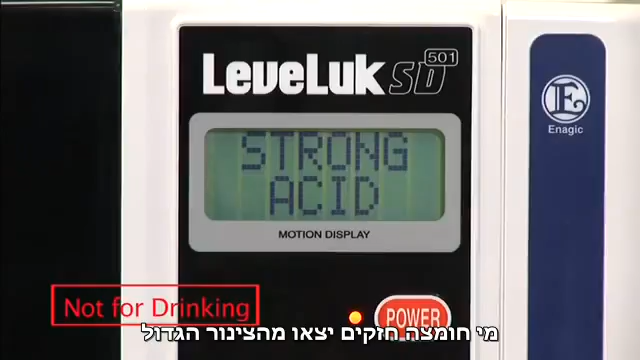 LeveLuk SD 501
Enagic
STRONG
ACID
MOTION DISPLAY
Not for Drinking
POWER
מי חומצה חזקים יצאו מהצינור הגדול